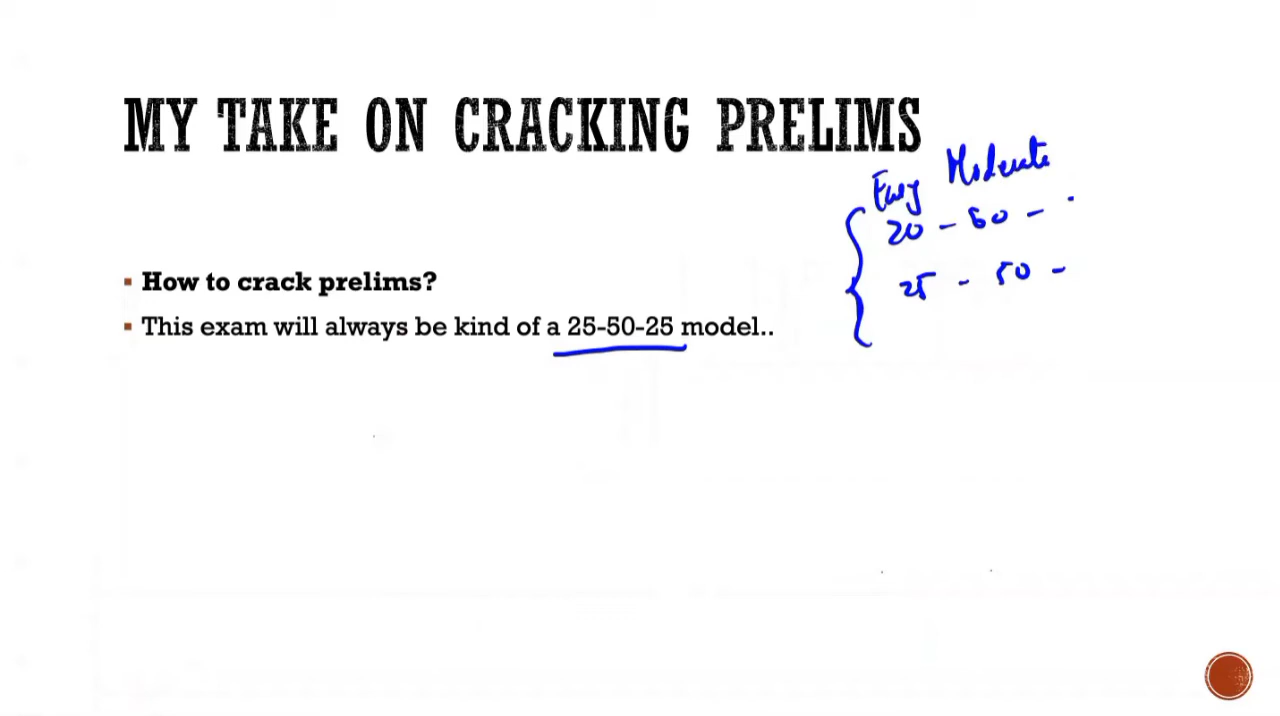 MY TAKE ON CRACKING PRELIMS
Easy Moderate
20 - 60 -
25 - 50 -
How to crack prelims?
This exam will always be kind of a 25-50-25 model..